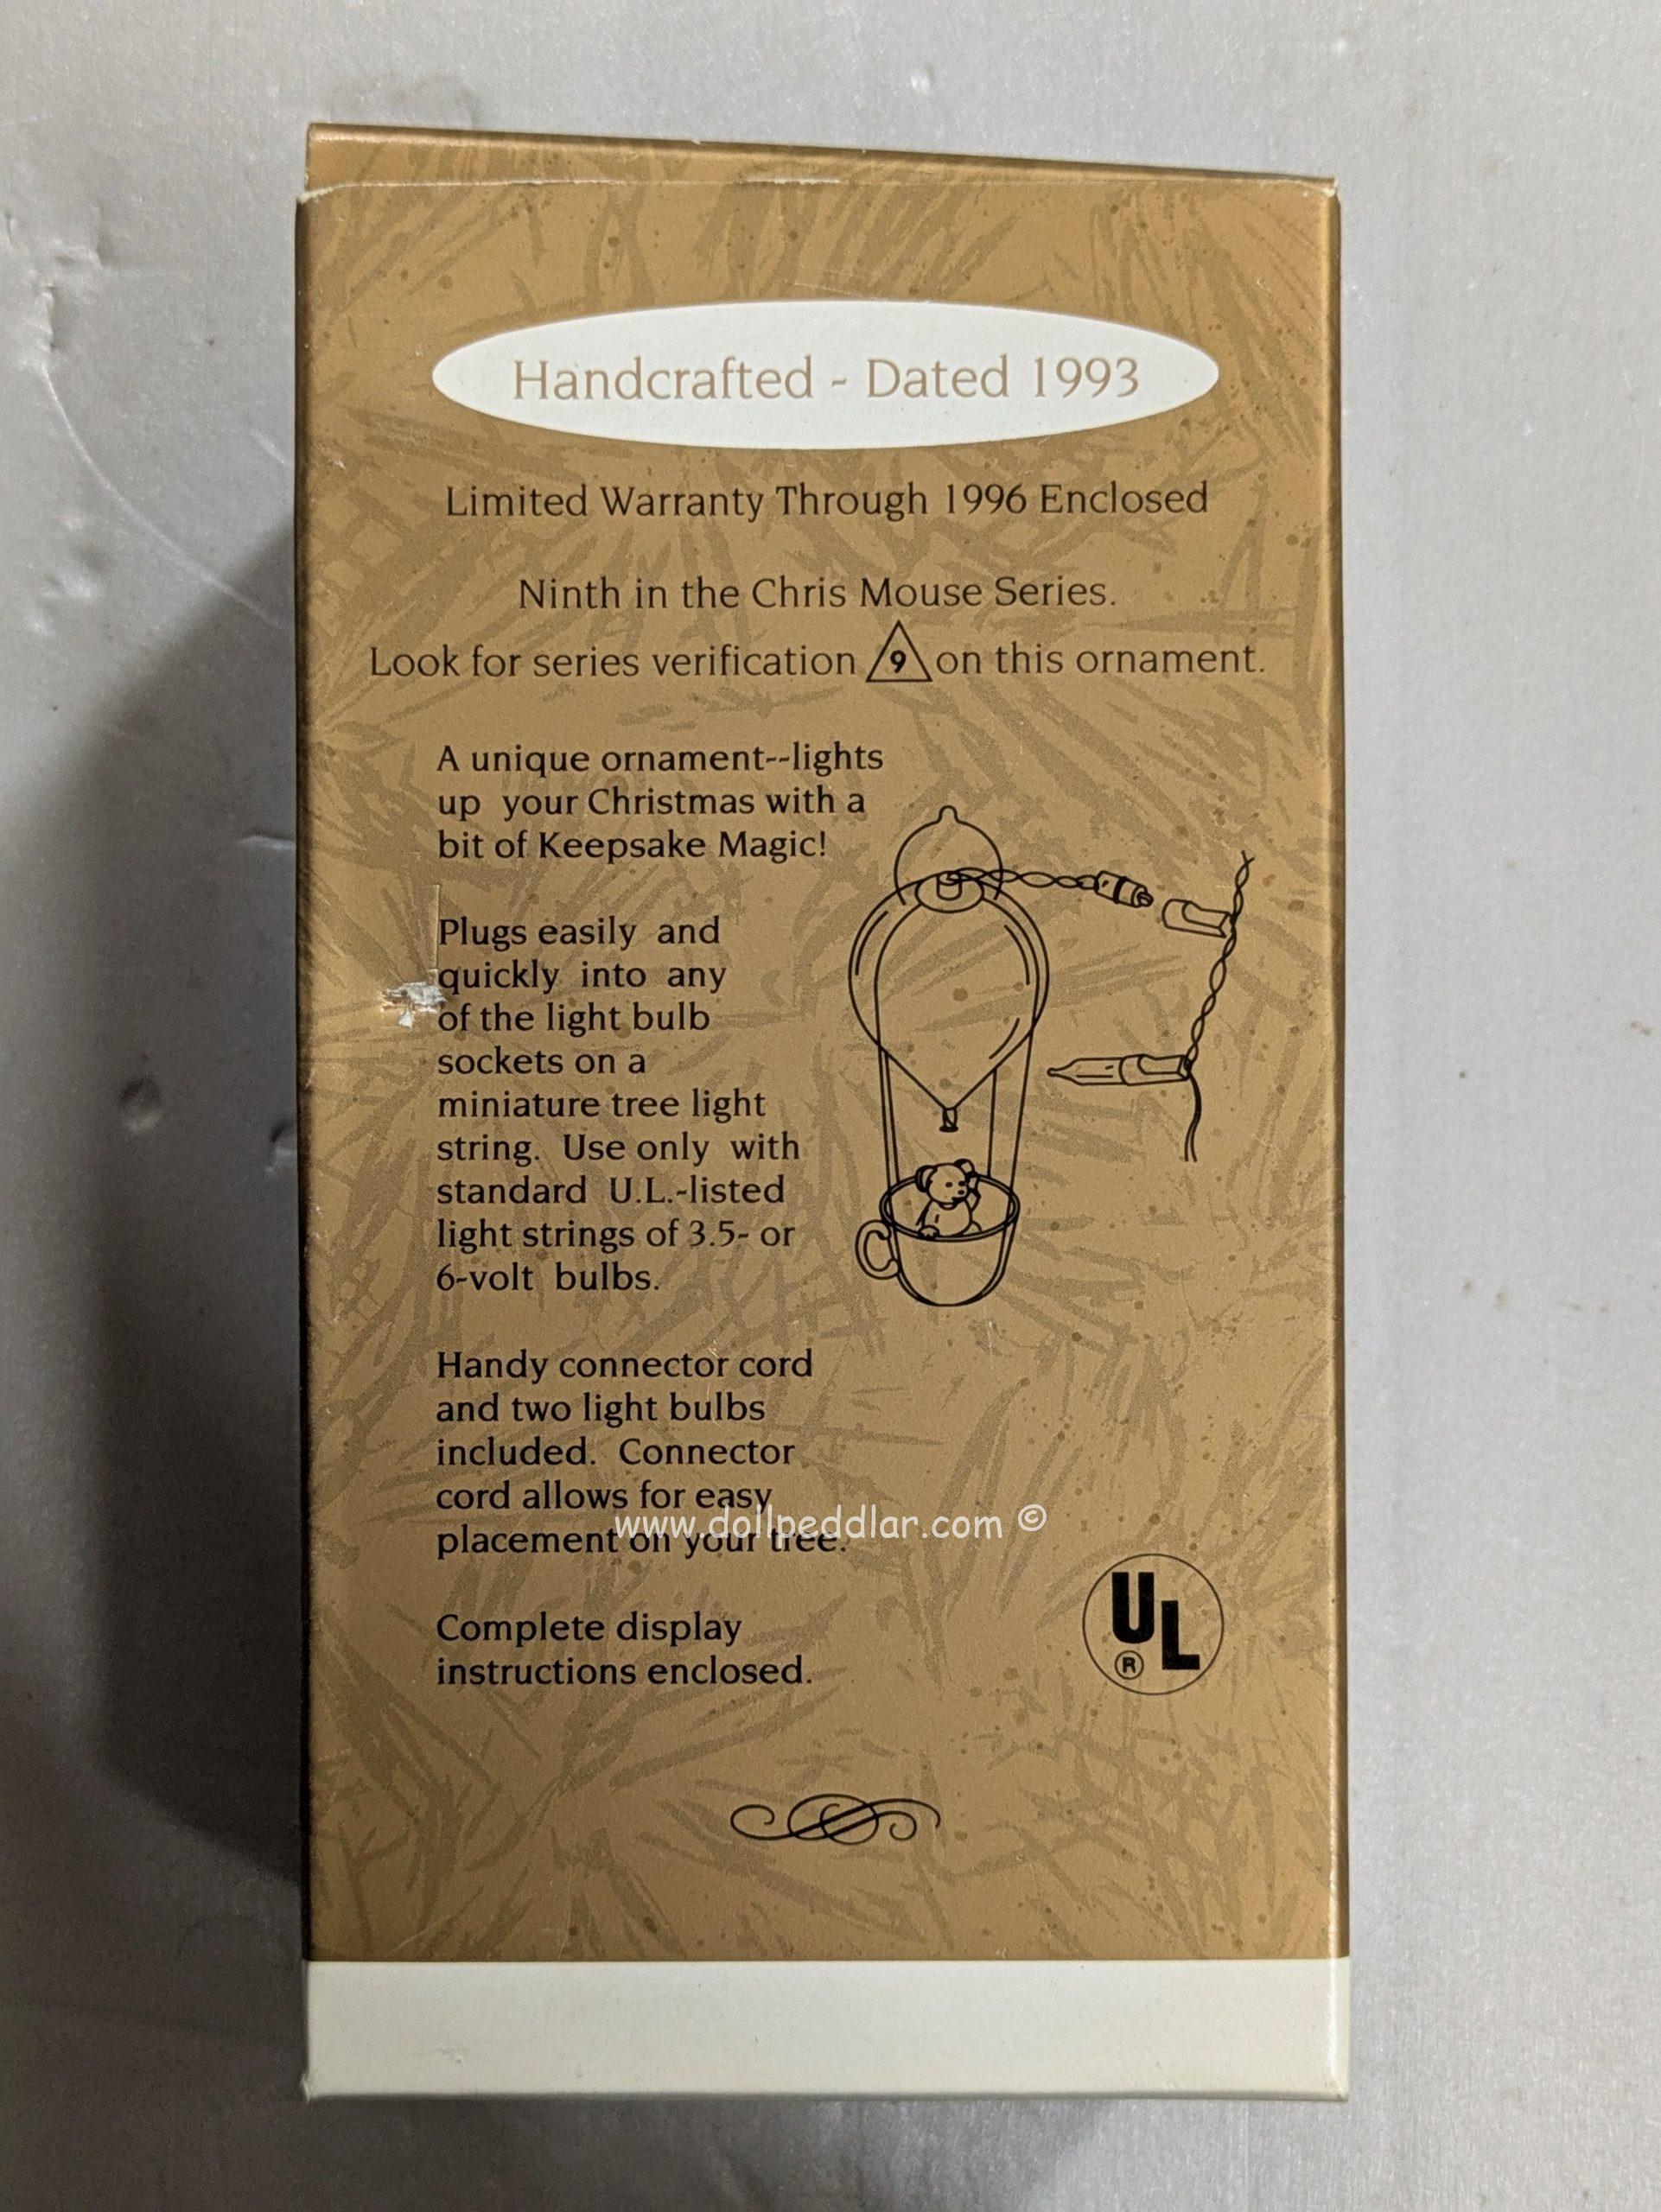 Handcrafted - Dated 1993
Limited Warranty Through 1996 Enclosed
Ninth in the Chris Mouse Series.
Look for series verification 9 on this ornament.
A unique ornament--lights
up your Christmas with a
bit of Keepsake Magic!
Plugs easily and
quickly into any
of the light bulb
sockets on a
miniature tree light
string. Use only with
standard U.L.-listed
light strings of 3.5- or
6-volt bulbs.
Handy connector cord
and two light bulbs
included. Connector
cord allows for easy
www.dollpeddlar.com ©
placement on your tree.
Complete display
instructions enclosed.
UL
®